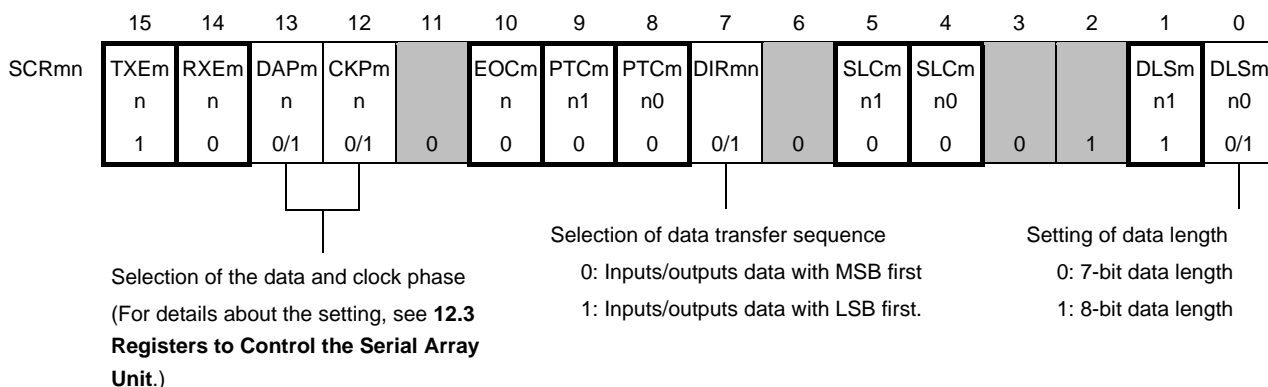 15 14 13 12 11 10 9 8 7 6 5 4 3 2 1 0
SCRmn TXEm RXEm DAPm CKPm EOCm PTCm PTCm DIRmn SLCm SLCm DLSm DLSm
n n n n n n1 n0 n1 n0 n1 n0
1 0 0/1 0/1 0 0 0 0 0/1 0 0 0 0 1 1 0/1
Selection of the data and clock phase
(For details about the setting, see 12.3
Registers to Control the Serial Array
Unit.)
Selection of data transfer sequence
0: Inputs/outputs data with MSB first
1: Inputs/outputs data with LSB first.
Setting of data length
0: 7-bit data length
1: 8-bit data length